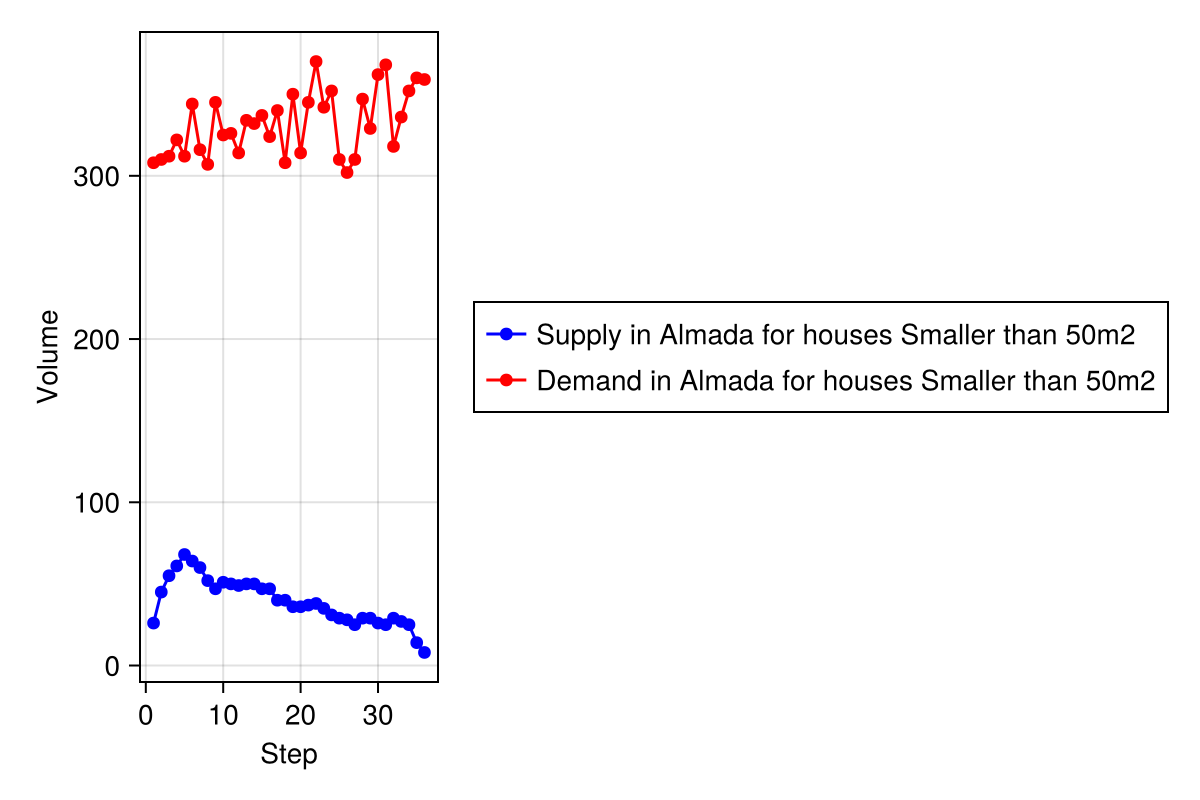 Volume
300
200
100
0
0 10 20 30
Step
Supply in Almada for houses Smaller than 50m2
Demand in Almada for houses Smaller than 50m2